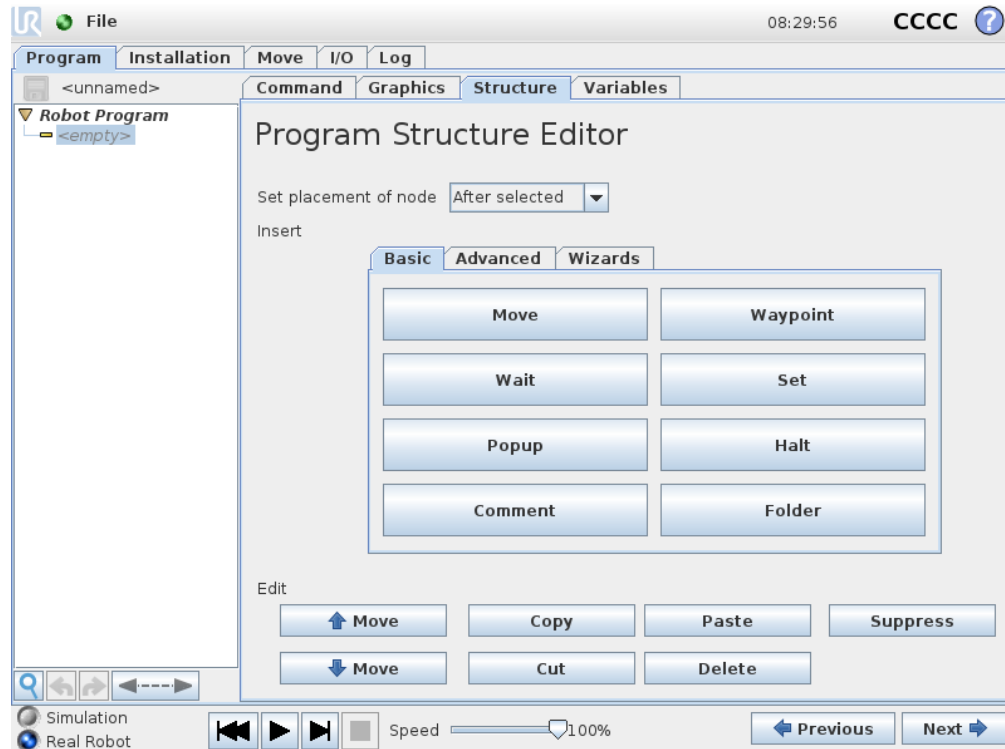 UR File 08:29:56 CCCC ?
Program Installation Move I/O Log
<unnamed> Command Graphics Structure Variables
Robot Program
<empty>
Program Structure Editor
Set placement of node After selected
Insert
Basic Advanced Wizards
Move Waypoint
Wait Set
Popup Halt
Comment Folder
Edit
Move Copy Paste Suppress
Move Cut Delete
Simulation
Real Robot
Speed 100% Previous Next